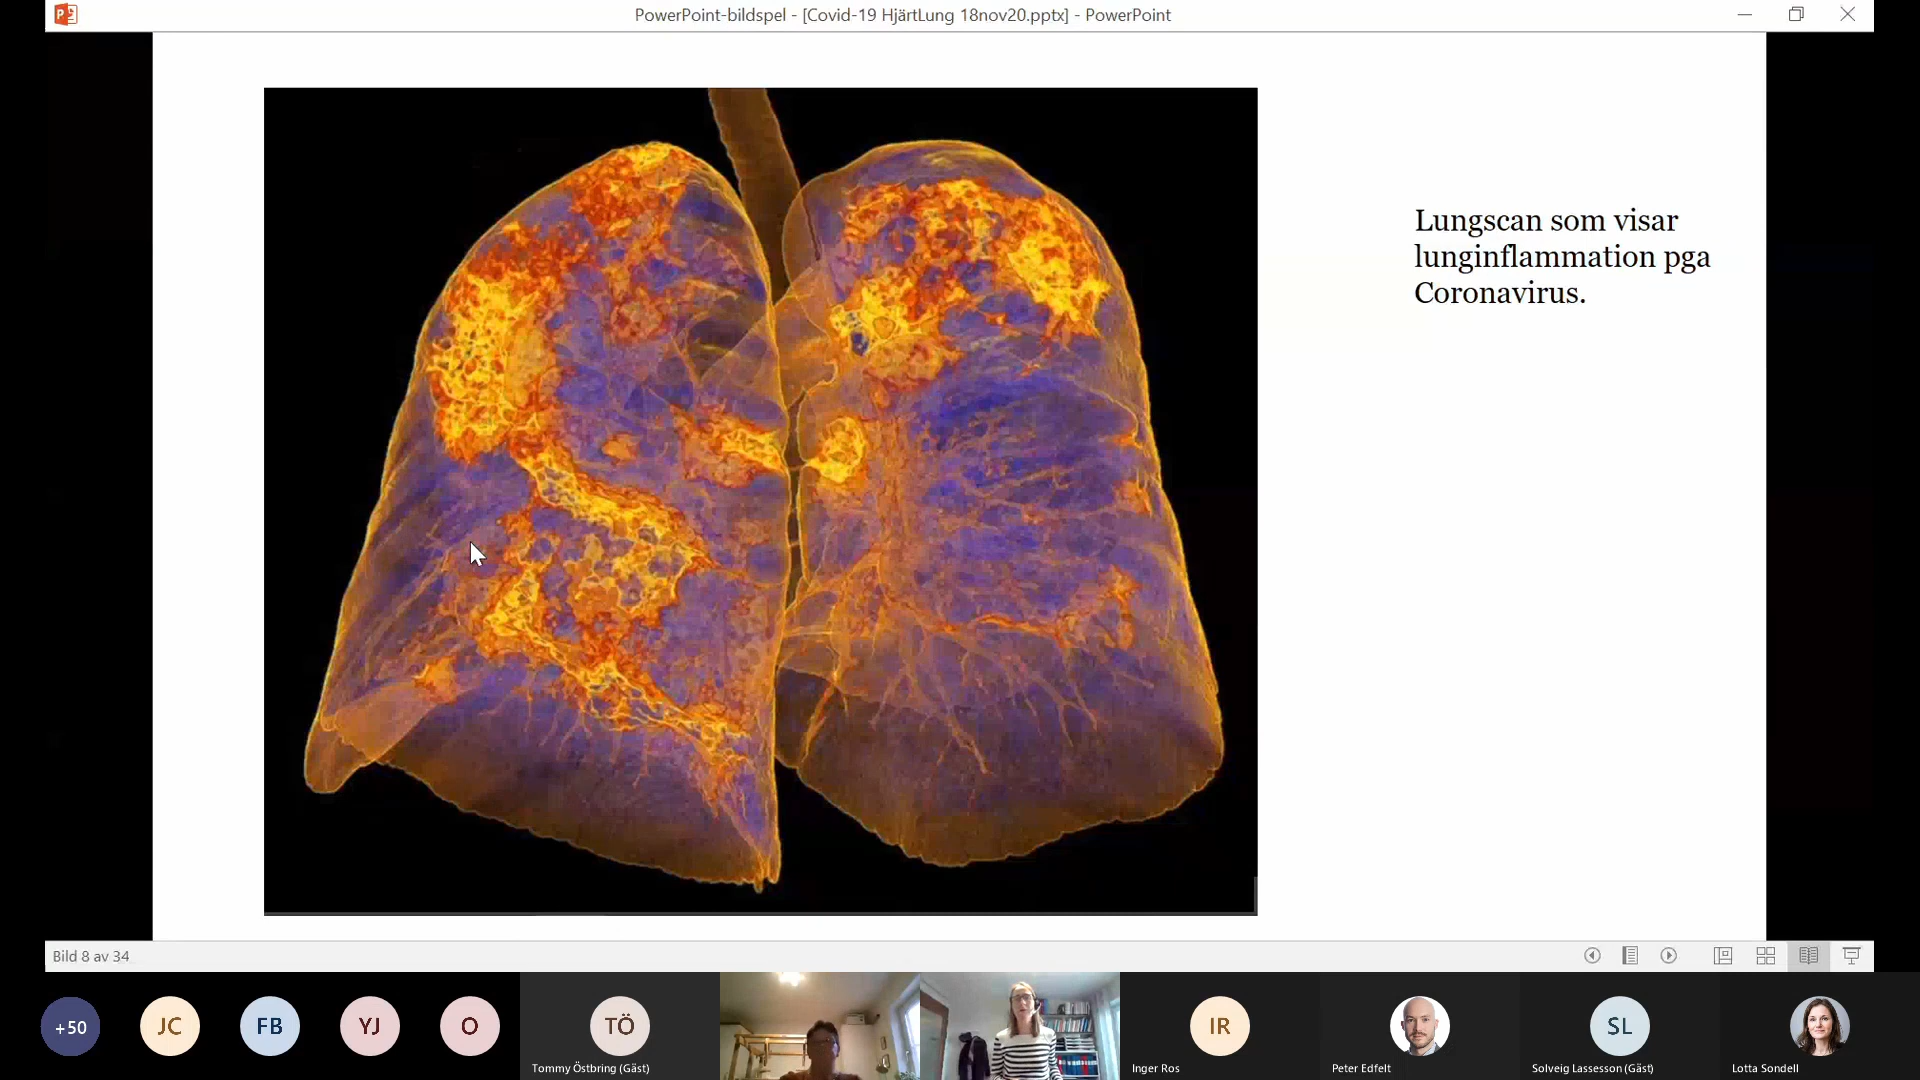 PowerPoint-bildspel - [Covid-19 HjärtLung 18nov20.pptx] - PowerPoint
Lungscan som visar
lunginflammation pga
Coronavirus.
Bild 8 av 34
+50
JC
FB
YJ
O
TÖ
Tommy Östbring (Gäst)
IR
Inger Ros
Peter Edfelt
SL
Solveig Lassesson (Gäst)
Lotta Sondell